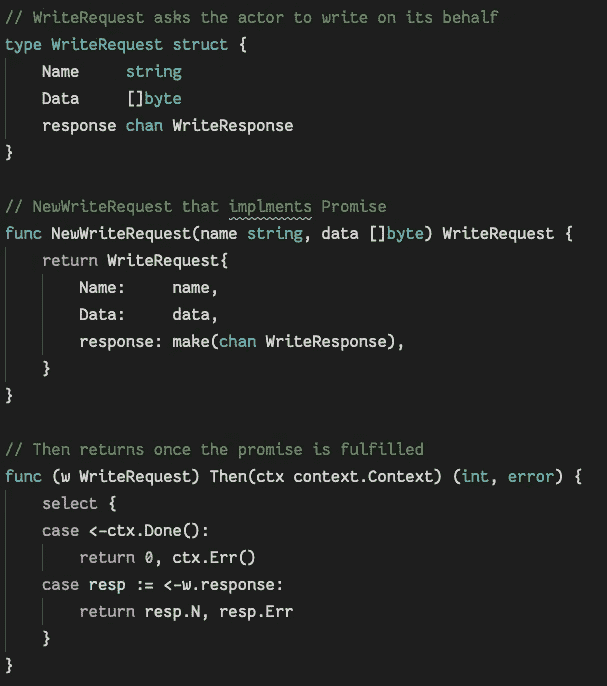 // WriteRequest asks the actor to write on its behalf
type WriteRequest struct {
    Name     string
    Data     []byte
    response chan WriteResponse
}

// NewWriteRequest that implments Promise
func NewWriteRequest(name string, data []byte) WriteRequest {
    return WriteRequest{
        Name:     name,
        Data:     data,
        response: make(chan WriteResponse),
    }
}

// Then returns once the promise is fulfilled
func (w WriteRequest) Then(ctx context.Context) (int, error) {
    select {
    case <-ctx.Done():
        return 0, ctx.Err()
    case resp := <-w.response:
        return resp.N, resp.Err
    }
}